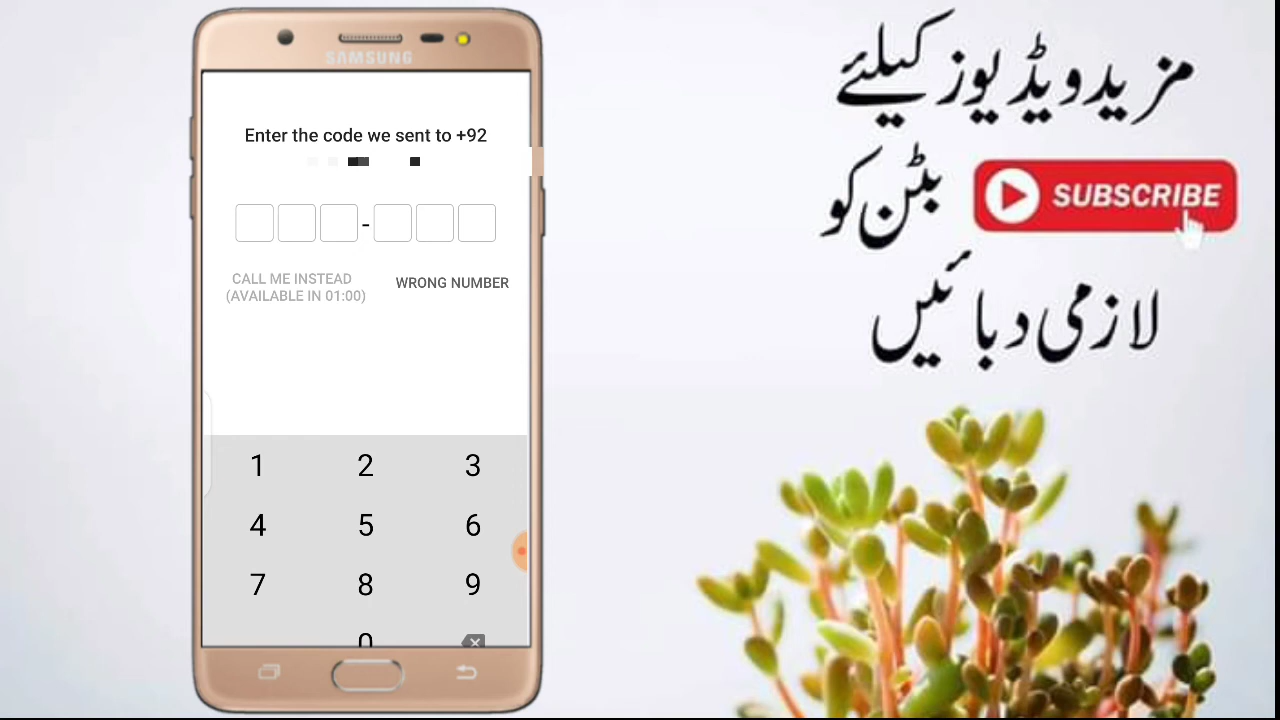 SAMSUNG
Enter the code we sent to +92
-
CALL ME INSTEAD
(AVAILABLE IN 01:00)
WRONG NUMBER
1 2 3
4 5 6
7 8 9
0
مزید ویڈیوز کیلئے
SUBSCRIBE بٹن کو
لازمی دبائیں